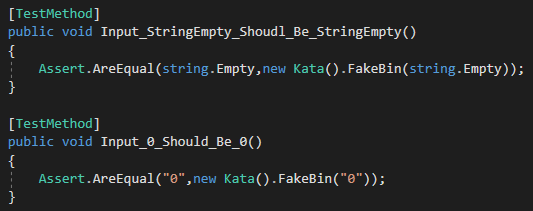 [TestMethod]
public void Input_StringEmpty_Shoudl_Be_StringEmpty()
{
    Assert.AreEqual(string.Empty,new Kata().FakeBin(string.Empty));
}

[TestMethod]
public void Input_0_Should_Be_0()
{
    Assert.AreEqual("0",new Kata().FakeBin("0"));
}